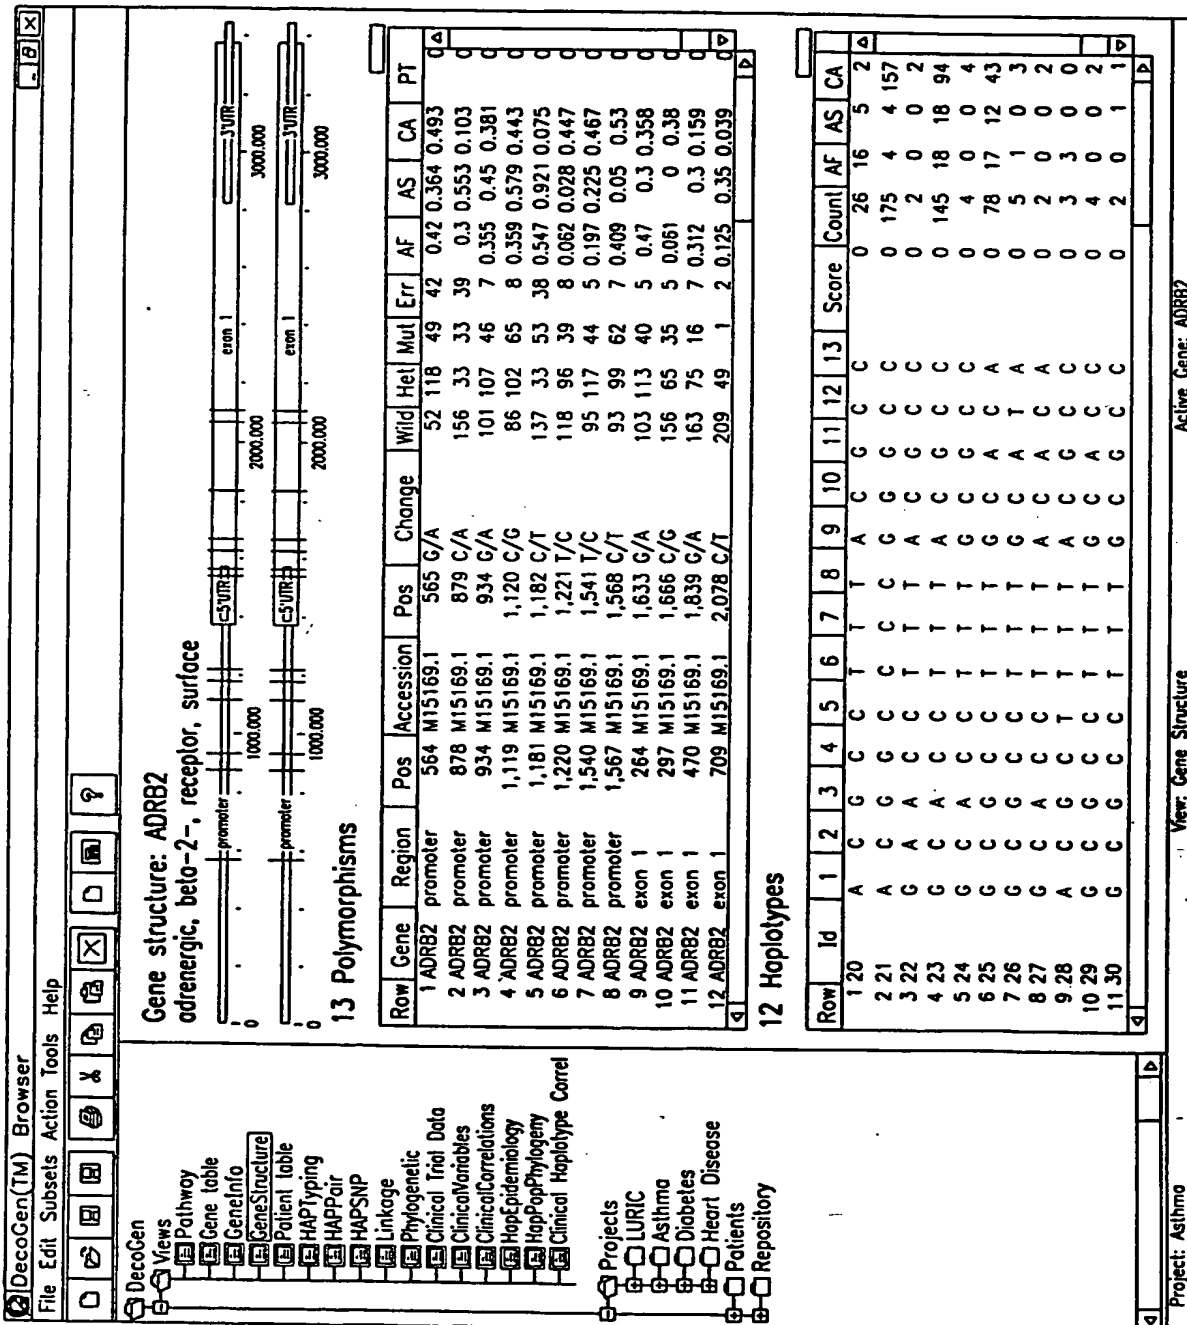 DecoGen(TM) Browser
File Edit Subsets Action Tools Help
DecoGen
Views
Pathway
Gene table
GeneInfo
GeneStructure
Patient table
HAPTyping
HAPPair
HAPSNP
Linkage
Phylogenetic
Clinical Trial Data
ClinicalVariables
ClinicalCorrelations
HapEpidemiology
HapPopPhylogeny
Clinical Haplotype Correl
Projects
LURIC
Asthma
Diabetes
Heart Disease
Patients
Repository
Gene structure: ADRB2
adrenergic, beta-2-, receptor, surface
promoter c5'UTR exon 1 3'UTR
0 1000.000 2000.000 3000.000
promoter c5'UTR exon 1 3'UTR
0 1000.000 2000.000 3000.000
13 Polymorphisms
Row Gene Region Pos Accession Pos Change Wild Het Mut Err AF AS CA PT
1 ADRB2 promoter 564 M15169.1 565 G/A 52 118 49 42 0.42 0.364 0.493 0
2 ADRB2 promoter 878 M15169.1 879 C/A 156 33 33 39 0.3 0.553 0.103 0
3 ADRB2 promoter 934 M15169.1 934 G/A 101 107 46 7 0.355 0.45 0.381 0
4 ADRB2 promoter 1,119 M15169.1 1,120 C/G 86 102 65 8 0.359 0.579 0.443 0
5 ADRB2 promoter 1,181 M15169.1 1,182 C/T 137 33 53 38 0.547 0.921 0.075 0
6 ADRB2 promoter 1,220 M15169.1 1,221 T/C 118 96 39 8 0.062 0.028 0.447 0
7 ADRB2 promoter 1,540 M15169.1 1,541 T/C 95 117 44 5 0.197 0.225 0.467 0
8 ADRB2 promoter 1,567 M15169.1 1,568 C/T 93 99 62 7 0.409 0.05 0.53 0
9 ADRB2 exon 1 264 M15169.1 1,633 G/A 103 113 40 5 0.47 0.3 0.358 0
10 ADRB2 exon 1 297 M15169.1 1,666 C/G 156 65 35 5 0.061 0 0.38 0
11 ADRB2 exon 1 470 M15169.1 1,839 G/A 163 75 16 7 0.312 0.3 0.159 0
12 ADRB2 exon 1 709 M15169.1 2,078 C/T 209 49 1 2 0.125 0.35 0.039 0
12 Haplotypes
Row Id 1 2 3 4 5 6 7 8 9 10 11 12 13 Score Count AF AS CA
1 20 A C G C C T T T A C G C C 0 26 16 5 2
2 21 A C G G C C C C G G G C C 0 175 4 4 157
3 22 G A A C C T T T A C G C C 0 2 0 0 2
4 23 G C A C C T T T A C G C C 0 145 18 18 94
5 24 G C A C C T T T G G G C C 0 4 0 0 4
6 25 G C G C C T T T G C A C A 0 78 17 12 43
7 26 G C G C C T T T G C A T A 0 5 1 0 3
8 27 G C A C C T T T A C A C A 0 2 0 0 2
9 28 A C G C T T T T A C G C C 0 3 3 0 0
10 29 G C G C C T T T G C A C C 0 4 0 0 2
11 30 G C G C C T T T G C G C C 0 2 0 1 1
Project: Asthma View: Gene Structure Active Gene: ADRB2